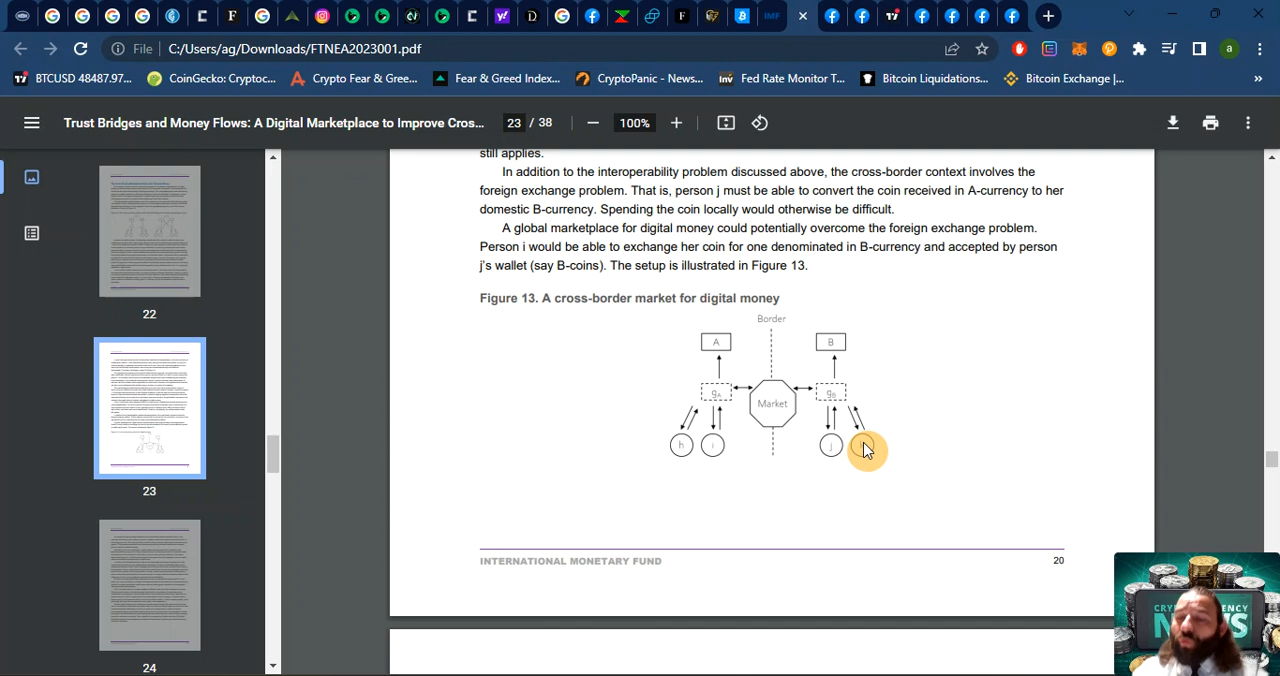 File C:/Users/ag/Downloads/FTNEA2023001.pdf
BTCUSD 48487.97... CoinGecko: Cryptoc... Crypto Fear & Gree... Fear & Greed Index... CryptoPanic - News... Fed Rate Monitor T... Bitcoin Liquidations... Bitcoin Exchange |... »
Trust Bridges and Money Flows: A Digital Marketplace to Improve Cros... 23 / 38 100%
still applies.
In addition to the interoperability problem discussed above, the cross-border context involves the
foreign exchange problem. That is, person j must be able to convert the coin received in A-currency to her
domestic B-currency. Spending the coin locally would otherwise be difficult.
A global marketplace for digital money could potentially overcome the foreign exchange problem.
Person i would be able to exchange her coin for one denominated in B-currency and accepted by person
j's wallet (say B-coins). The setup is illustrated in Figure 13.
Figure 13. A cross-border market for digital money
Border
A B
gA Market gB
h i j
INTERNATIONAL MONETARY FUND 20
22
23
24
IMF
a
NEWS